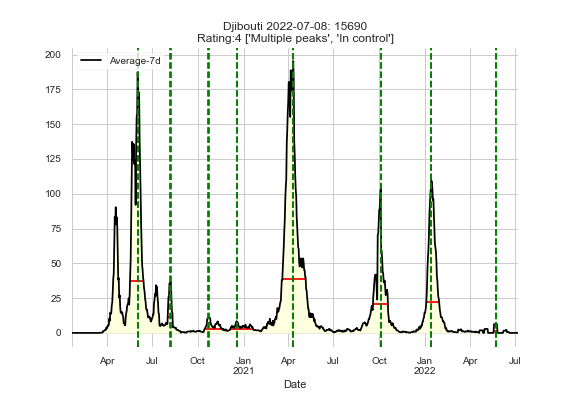 Djibouti 2022-07-08: 15690
Rating:4 ['Multiple peaks', 'In control']
Average-7d
200
175
150
125
100
75
50
25
0
Apr
Jul
Oct
Jan
2021
Apr
Jul
Oct
Jan
2022
Apr
Jul
Date